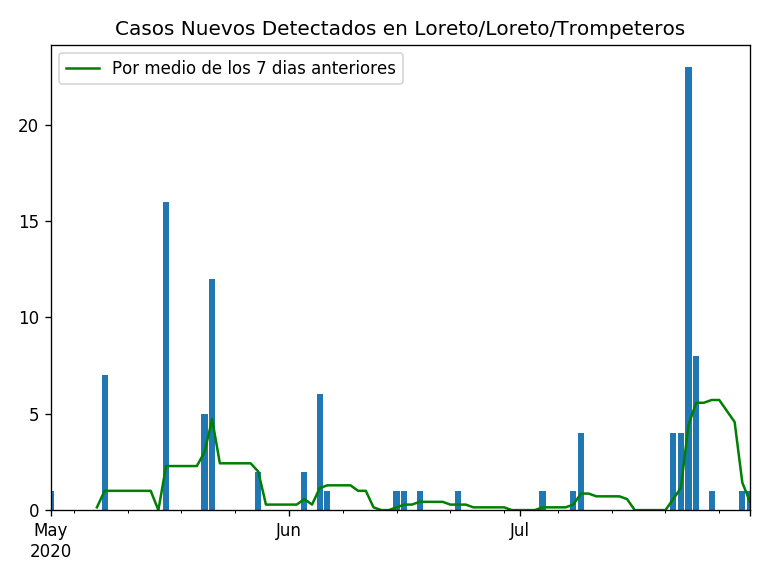 Casos Nuevos Detectados en Loreto/Loreto/Trompeteros
Por medio de los 7 dias anteriores
20
15
10
5
0
May Jun Jul
2020